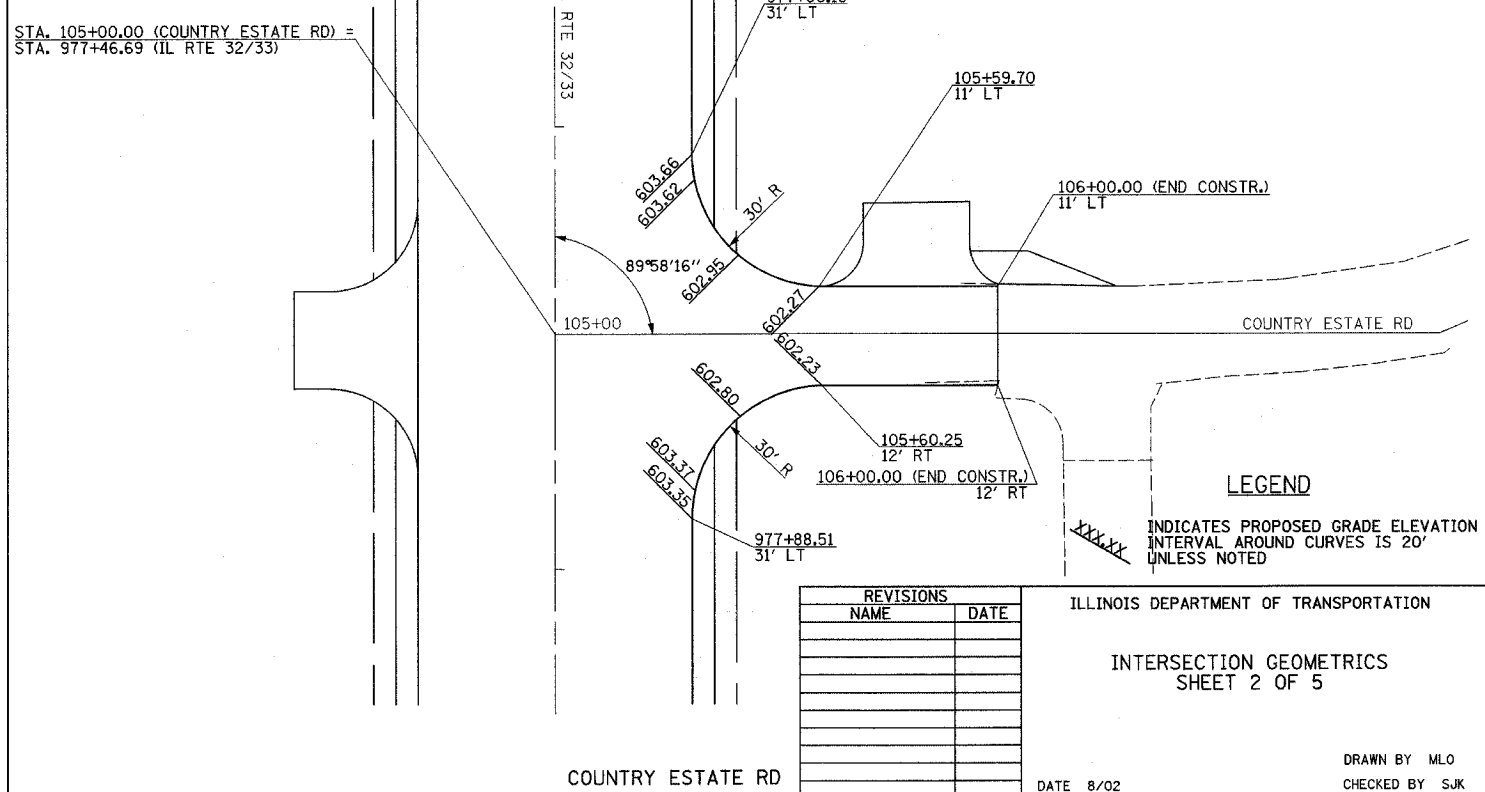 31' LT
STA. 105+00.00 (COUNTRY ESTATE RD) =
STA. 977+46.69 (IL RTE 32/33)
RTE 32/33
105+59.70
11' LT
603.66
603.62
30' R
106+00.00 (END CONSTR.)
11' LT
89°58'16"
602.95
602.27
105+00
COUNTRY ESTATE RD
602.23
602.80
105+60.25
12' RT
603.37
603.35
30' R
106+00.00 (END CONSTR.)
12' RT
LEGEND
977+88.51
31' LT
XXX.XX
INDICATES PROPOSED GRADE ELEVATION
INTERVAL AROUND CURVES IS 20'
UNLESS NOTED
REVISIONS
NAME DATE
ILLINOIS DEPARTMENT OF TRANSPORTATION
INTERSECTION GEOMETRICS
SHEET 2 OF 5
COUNTRY ESTATE RD
DATE 8/02
DRAWN BY MLO
CHECKED BY SJK